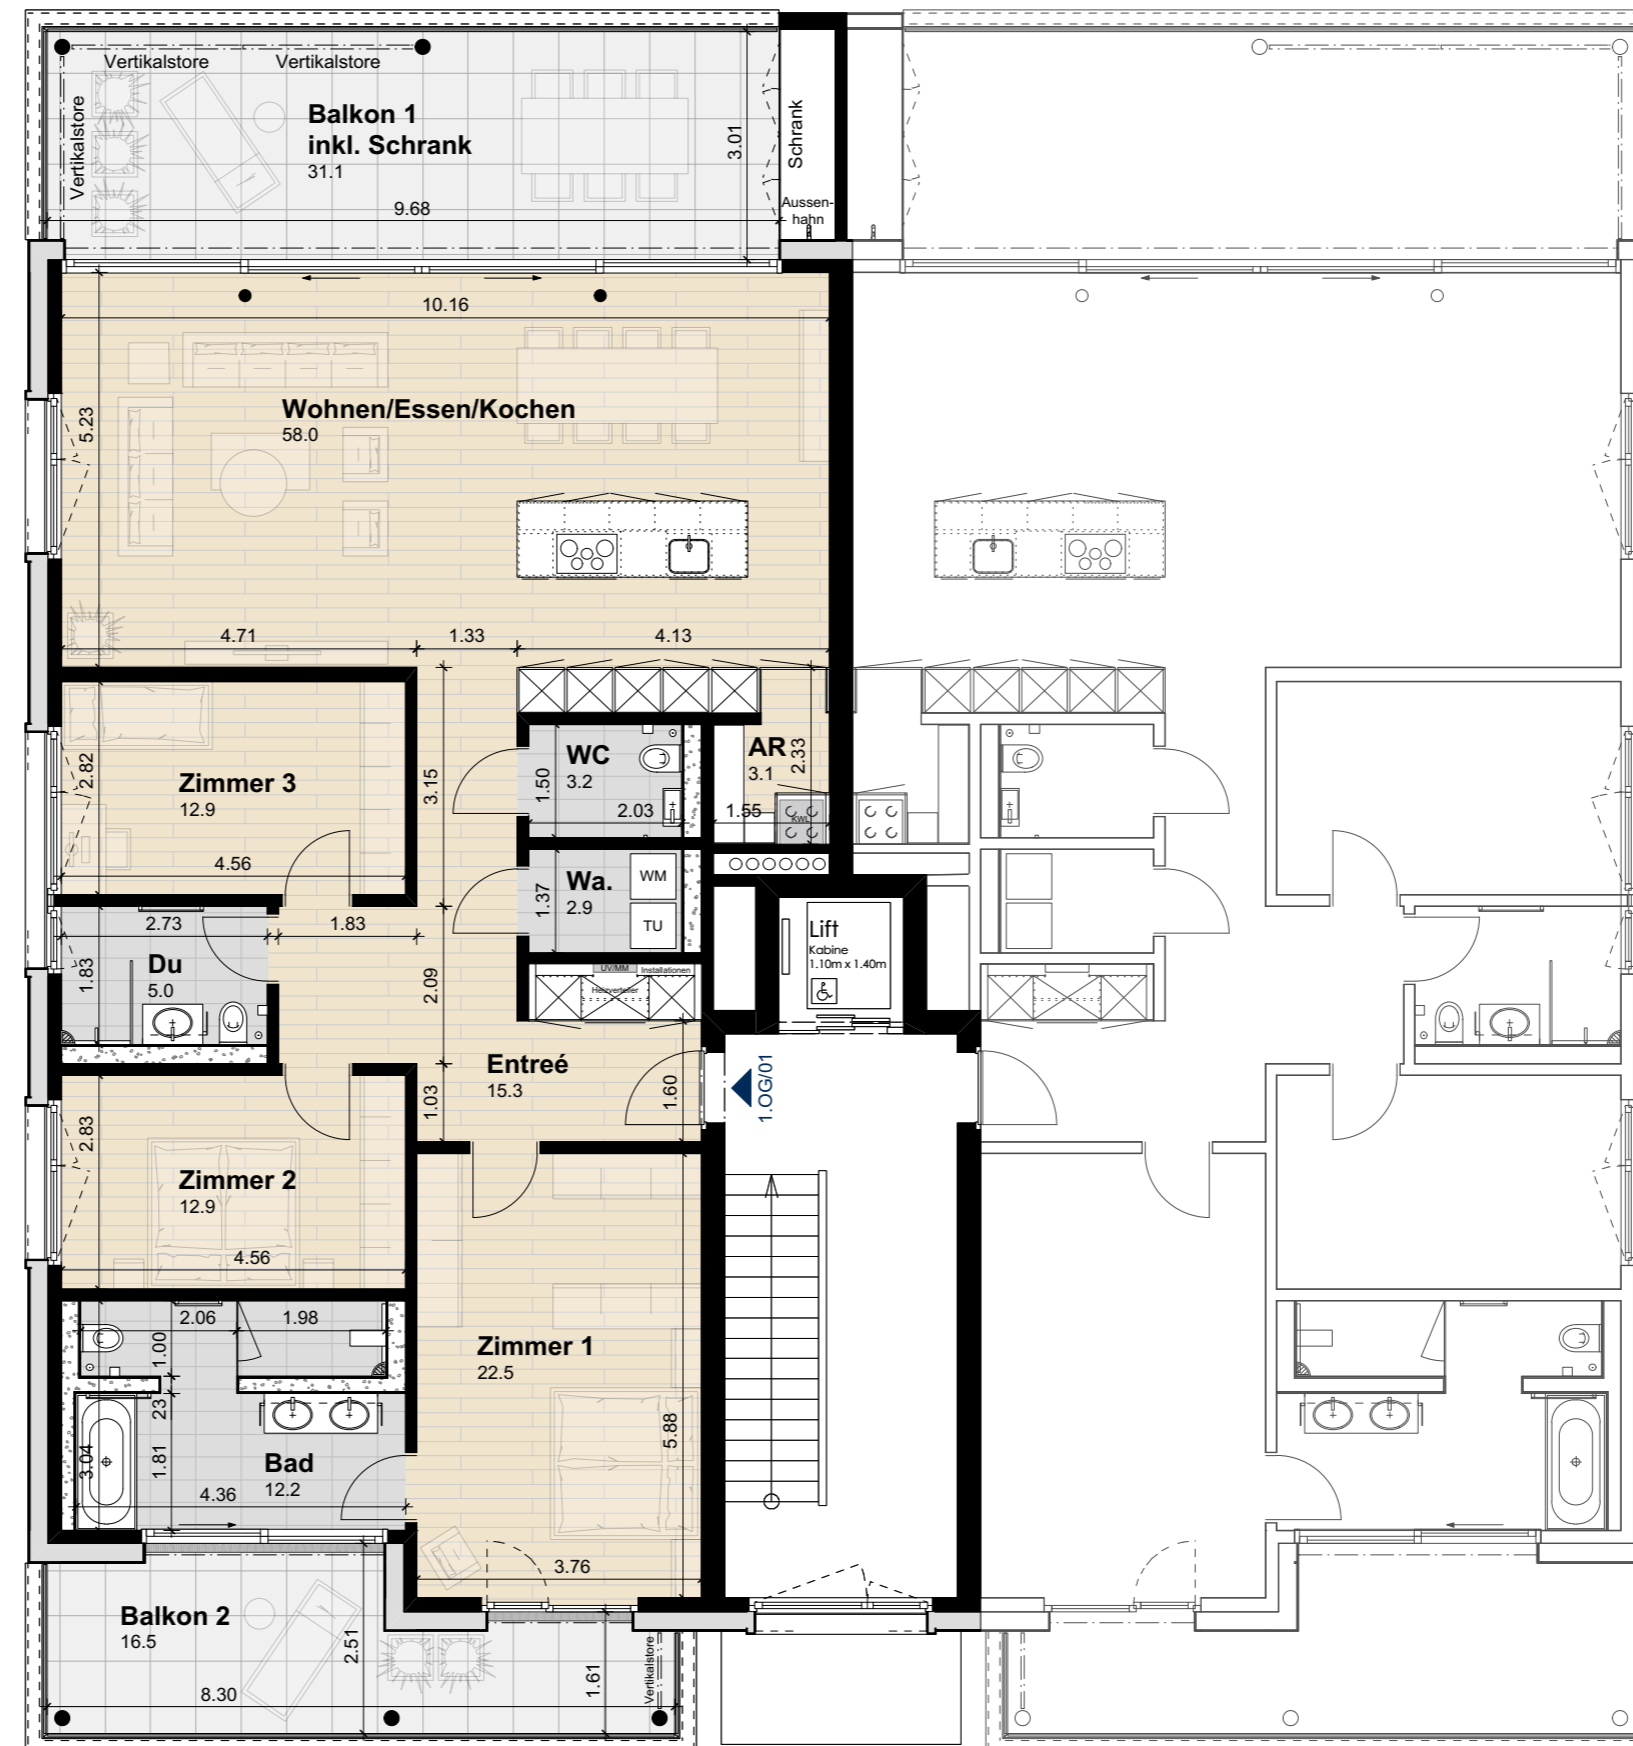 Vertikalstore
Vertikalstore
Vertikalstore
Balkon 1
inkl. Schrank
31.1
3.01
Schrank
9.68
Aussen-
hahn
10.16
5.23
Wohnen/Essen/Kochen
58.0
4.71
1.33
4.13
2.82
Zimmer 3
12.9
4.56
3.15
WC
3.2
1.50
2.03
AR
3.1
2.33
1.55
KWL
Wa.
2.9
1.37
WM
TU
2.73
1.83
Du
5.0
1.83
2.09
UV/MM
Installationen
Heizverteiler
Lift
Kabine
1.10m x 1.40m
Entreé
15.3
1.03
1.60
1.OG/01
2.83
Zimmer 2
12.9
4.56
2.06
1.98
1.00
23
1.81
3.04
Bad
12.2
4.36
Zimmer 1
22.5
5.88
3.76
Balkon 2
16.5
2.51
1.61
Vertikalstore
8.30